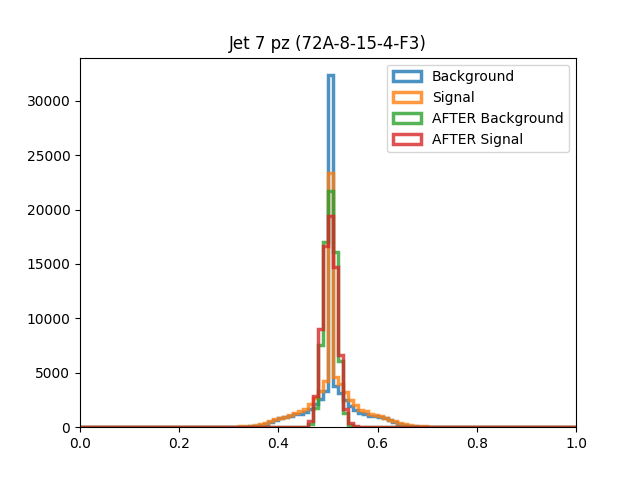 Jet 7 pz (72A-8-15-4-F3)
Background
Signal
AFTER Background
AFTER Signal
30000
25000
20000
15000
10000
5000
0
0.0 0.2 0.4 0.6 0.8 1.0